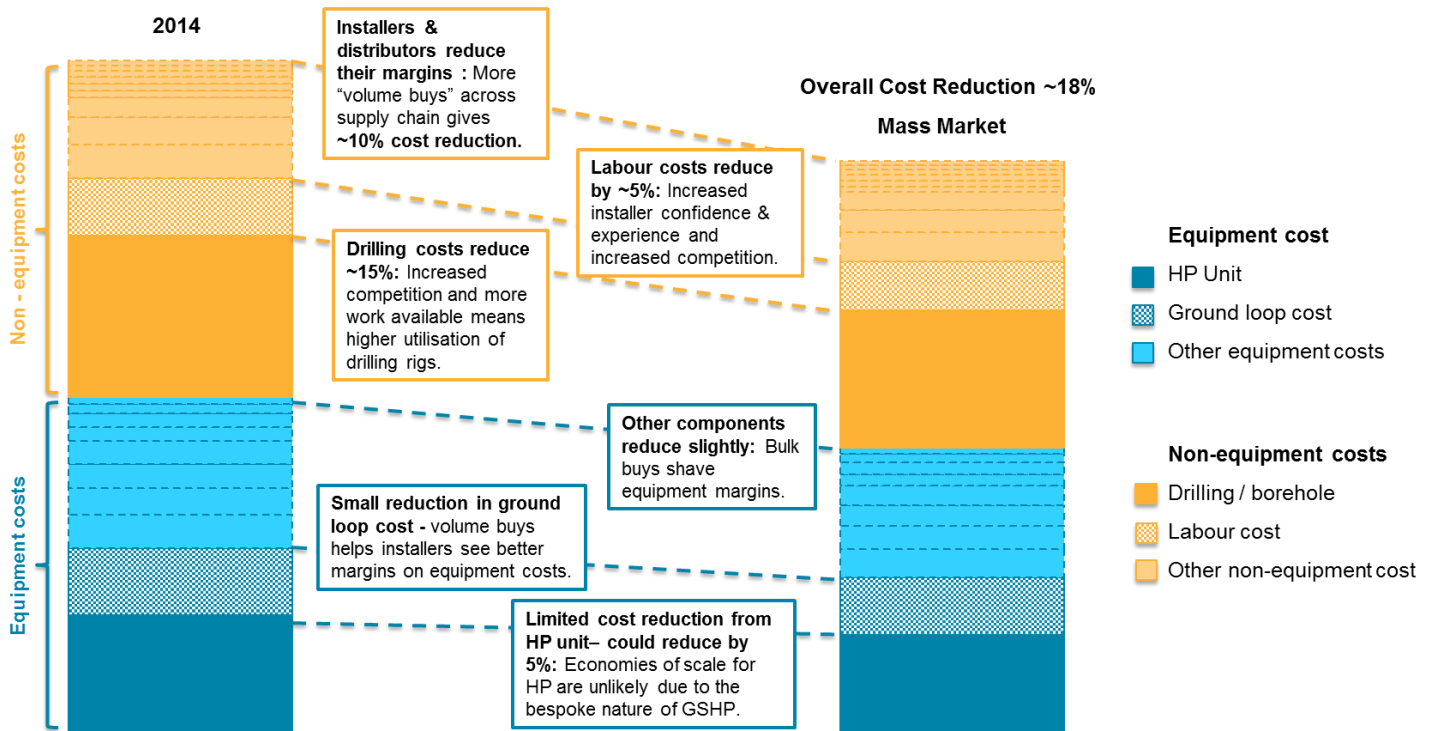 2014
Installers &
distributors reduce
their margins : More
“volume buys” across
supply chain gives
~10% cost reduction.
Overall Cost Reduction ~18%
Mass Market
Labour costs reduce
by ~5%: Increased
installer confidence &
experience and
increased competition.
Drilling costs reduce
~15%: Increased
competition and more
work available means
higher utilisation of
drilling rigs.
Non - equipment costs
Other components
reduce slightly: Bulk
buys shave
equipment margins.
Small reduction in ground
loop cost - volume buys
helps installers see better
margins on equipment costs.
Limited cost reduction from
HP unit– could reduce by
5%: Economies of scale for
HP are unlikely due to the
bespoke nature of GSHP.
Equipment costs
Equipment cost
HP Unit
Ground loop cost
Other equipment costs
Non-equipment costs
Drilling / borehole
Labour cost
Other non-equipment cost